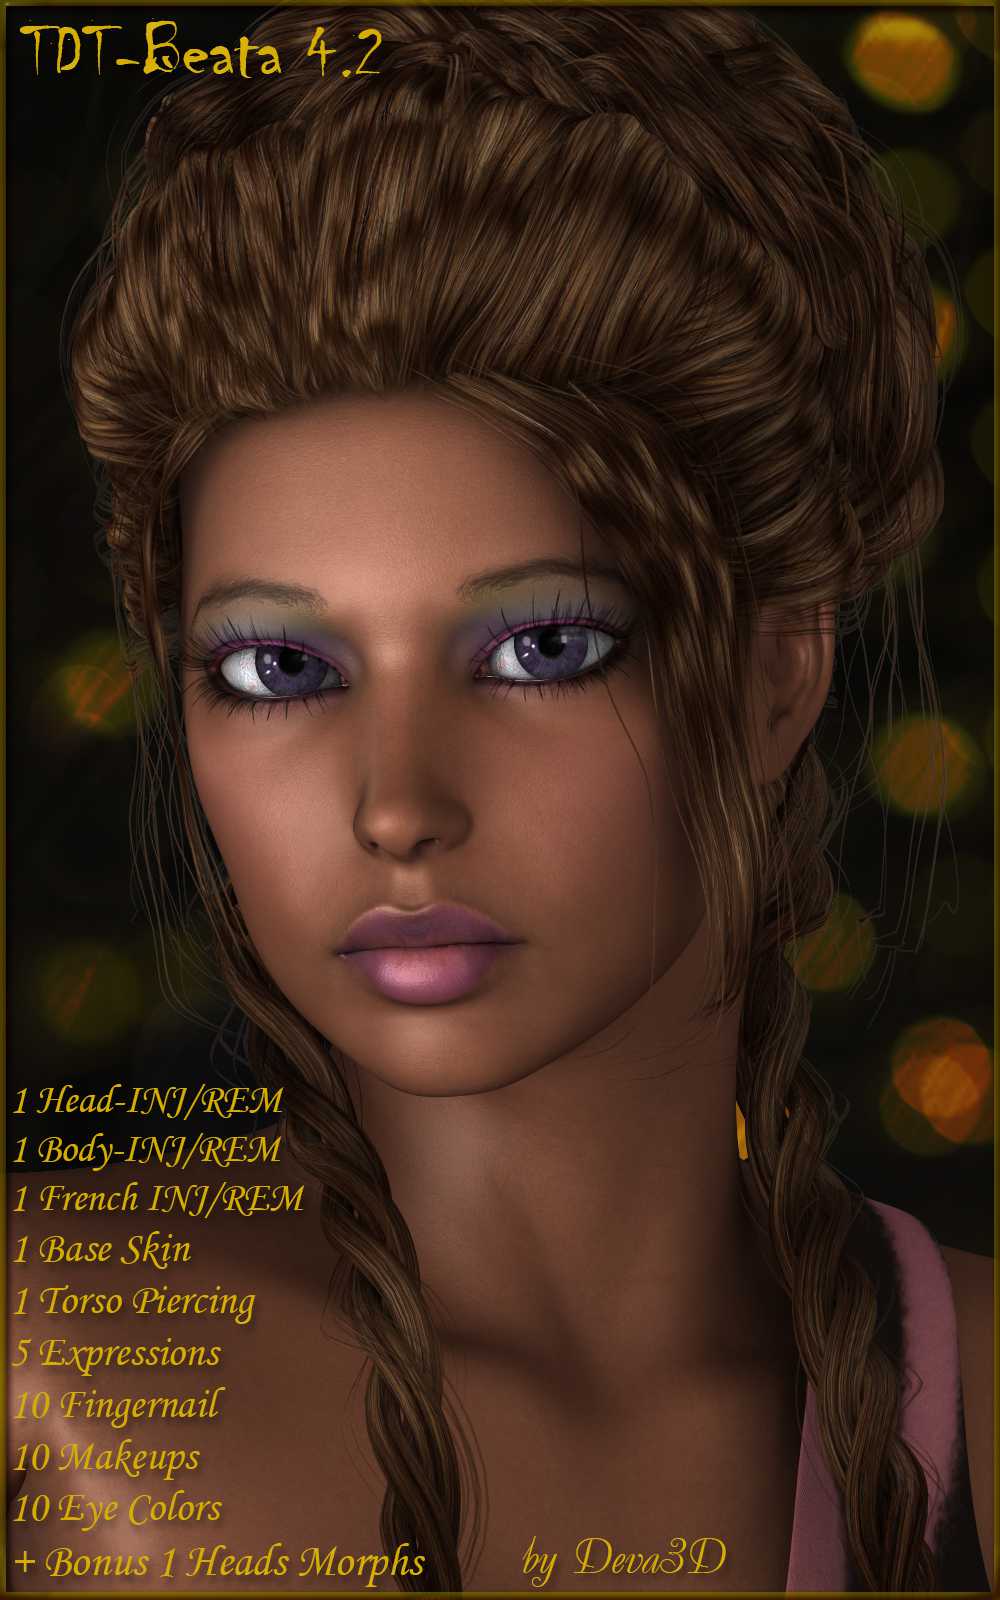 TDT-Beata 4.2
1 Head-INJ/REM
1 Body-INJ/REM
1 French INJ/REM
1 Base Skin
1 Torso Piercing
5 Expressions
10 Fingernail
10 Makeups
10 Eye Colors
+ Bonus 1 Heads Morphs
by Deva3D